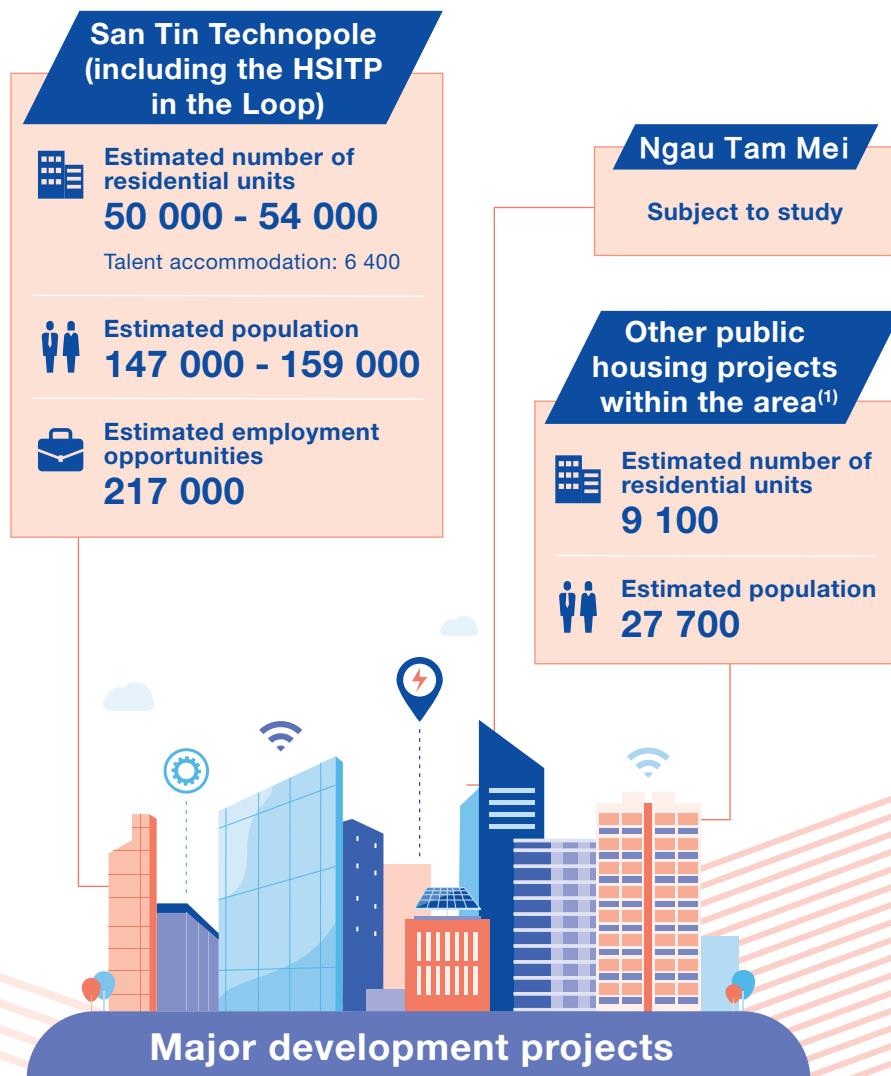 San Tin Technopole
(including the HSITP
in the Loop)
Estimated number of
residential units
50 000 - 54 000
Talent accommodation: 6 400
Estimated population
147 000 - 159 000
Estimated employment
opportunities
217 000
Ngau Tam Mei
Subject to study
Other public
housing projects
within the area(1)
Estimated number of
residential units
9 100
Estimated population
27 700
Major development projects